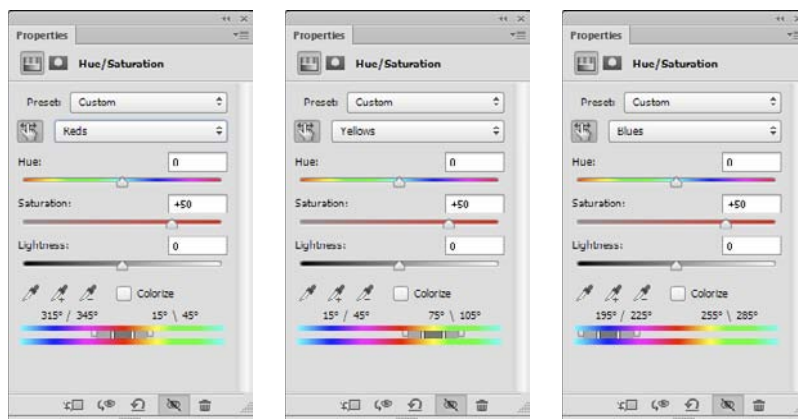 Properties
Hue/Saturation
Preset: Custom
Reds
Hue: 0
Saturation: +50
Lightness: 0
Colorize
315° / 345° 15° \ 45°
Properties
Hue/Saturation
Preset: Custom
Yellows
Hue: 0
Saturation: +50
Lightness: 0
Colorize
15° / 45° 75° \ 105°
Properties
Hue/Saturation
Preset: Custom
Blues
Hue: 0
Saturation: +50
Lightness: 0
Colorize
195° / 225° 255° \ 285°